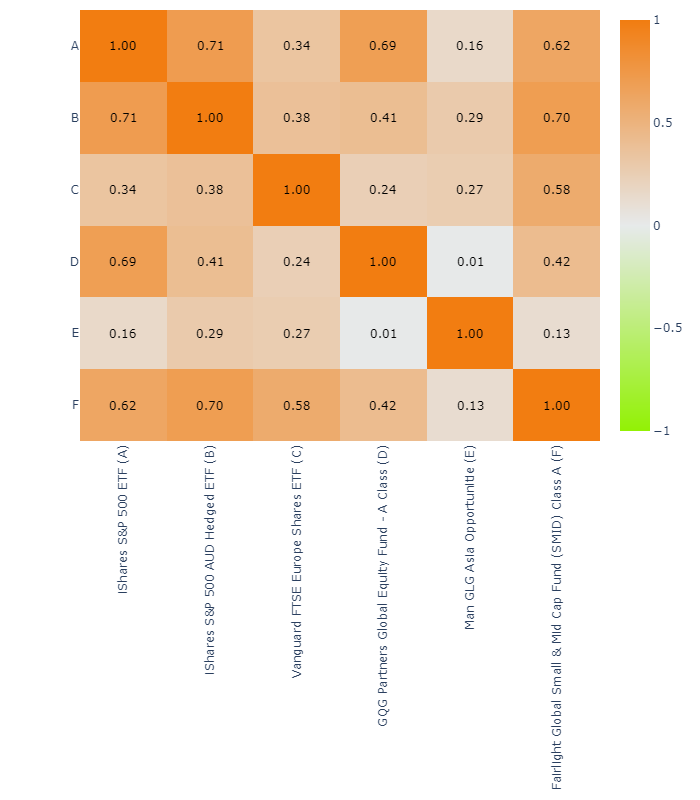 A 1.00 0.71 0.34 0.69 0.16 0.62
B 0.71 1.00 0.38 0.41 0.29 0.70
C 0.34 0.38 1.00 0.24 0.27 0.58
D 0.69 0.41 0.24 1.00 0.01 0.42
E 0.16 0.29 0.27 0.01 1.00 0.13
F 0.62 0.70 0.58 0.42 0.13 1.00
IShares S&P 500 ETF (A)
IShares S&P 500 AUD Hedged ETF (B)
Vanguard FTSE Europe Shares ETF (C)
GQG Partners Global Equity Fund - A Class (D)
Man GLG Asia Opportunitie (E)
Fairlight Global Small & Mid Cap Fund (SMID) Class A (F)
1
0.5
0
−0.5
−1